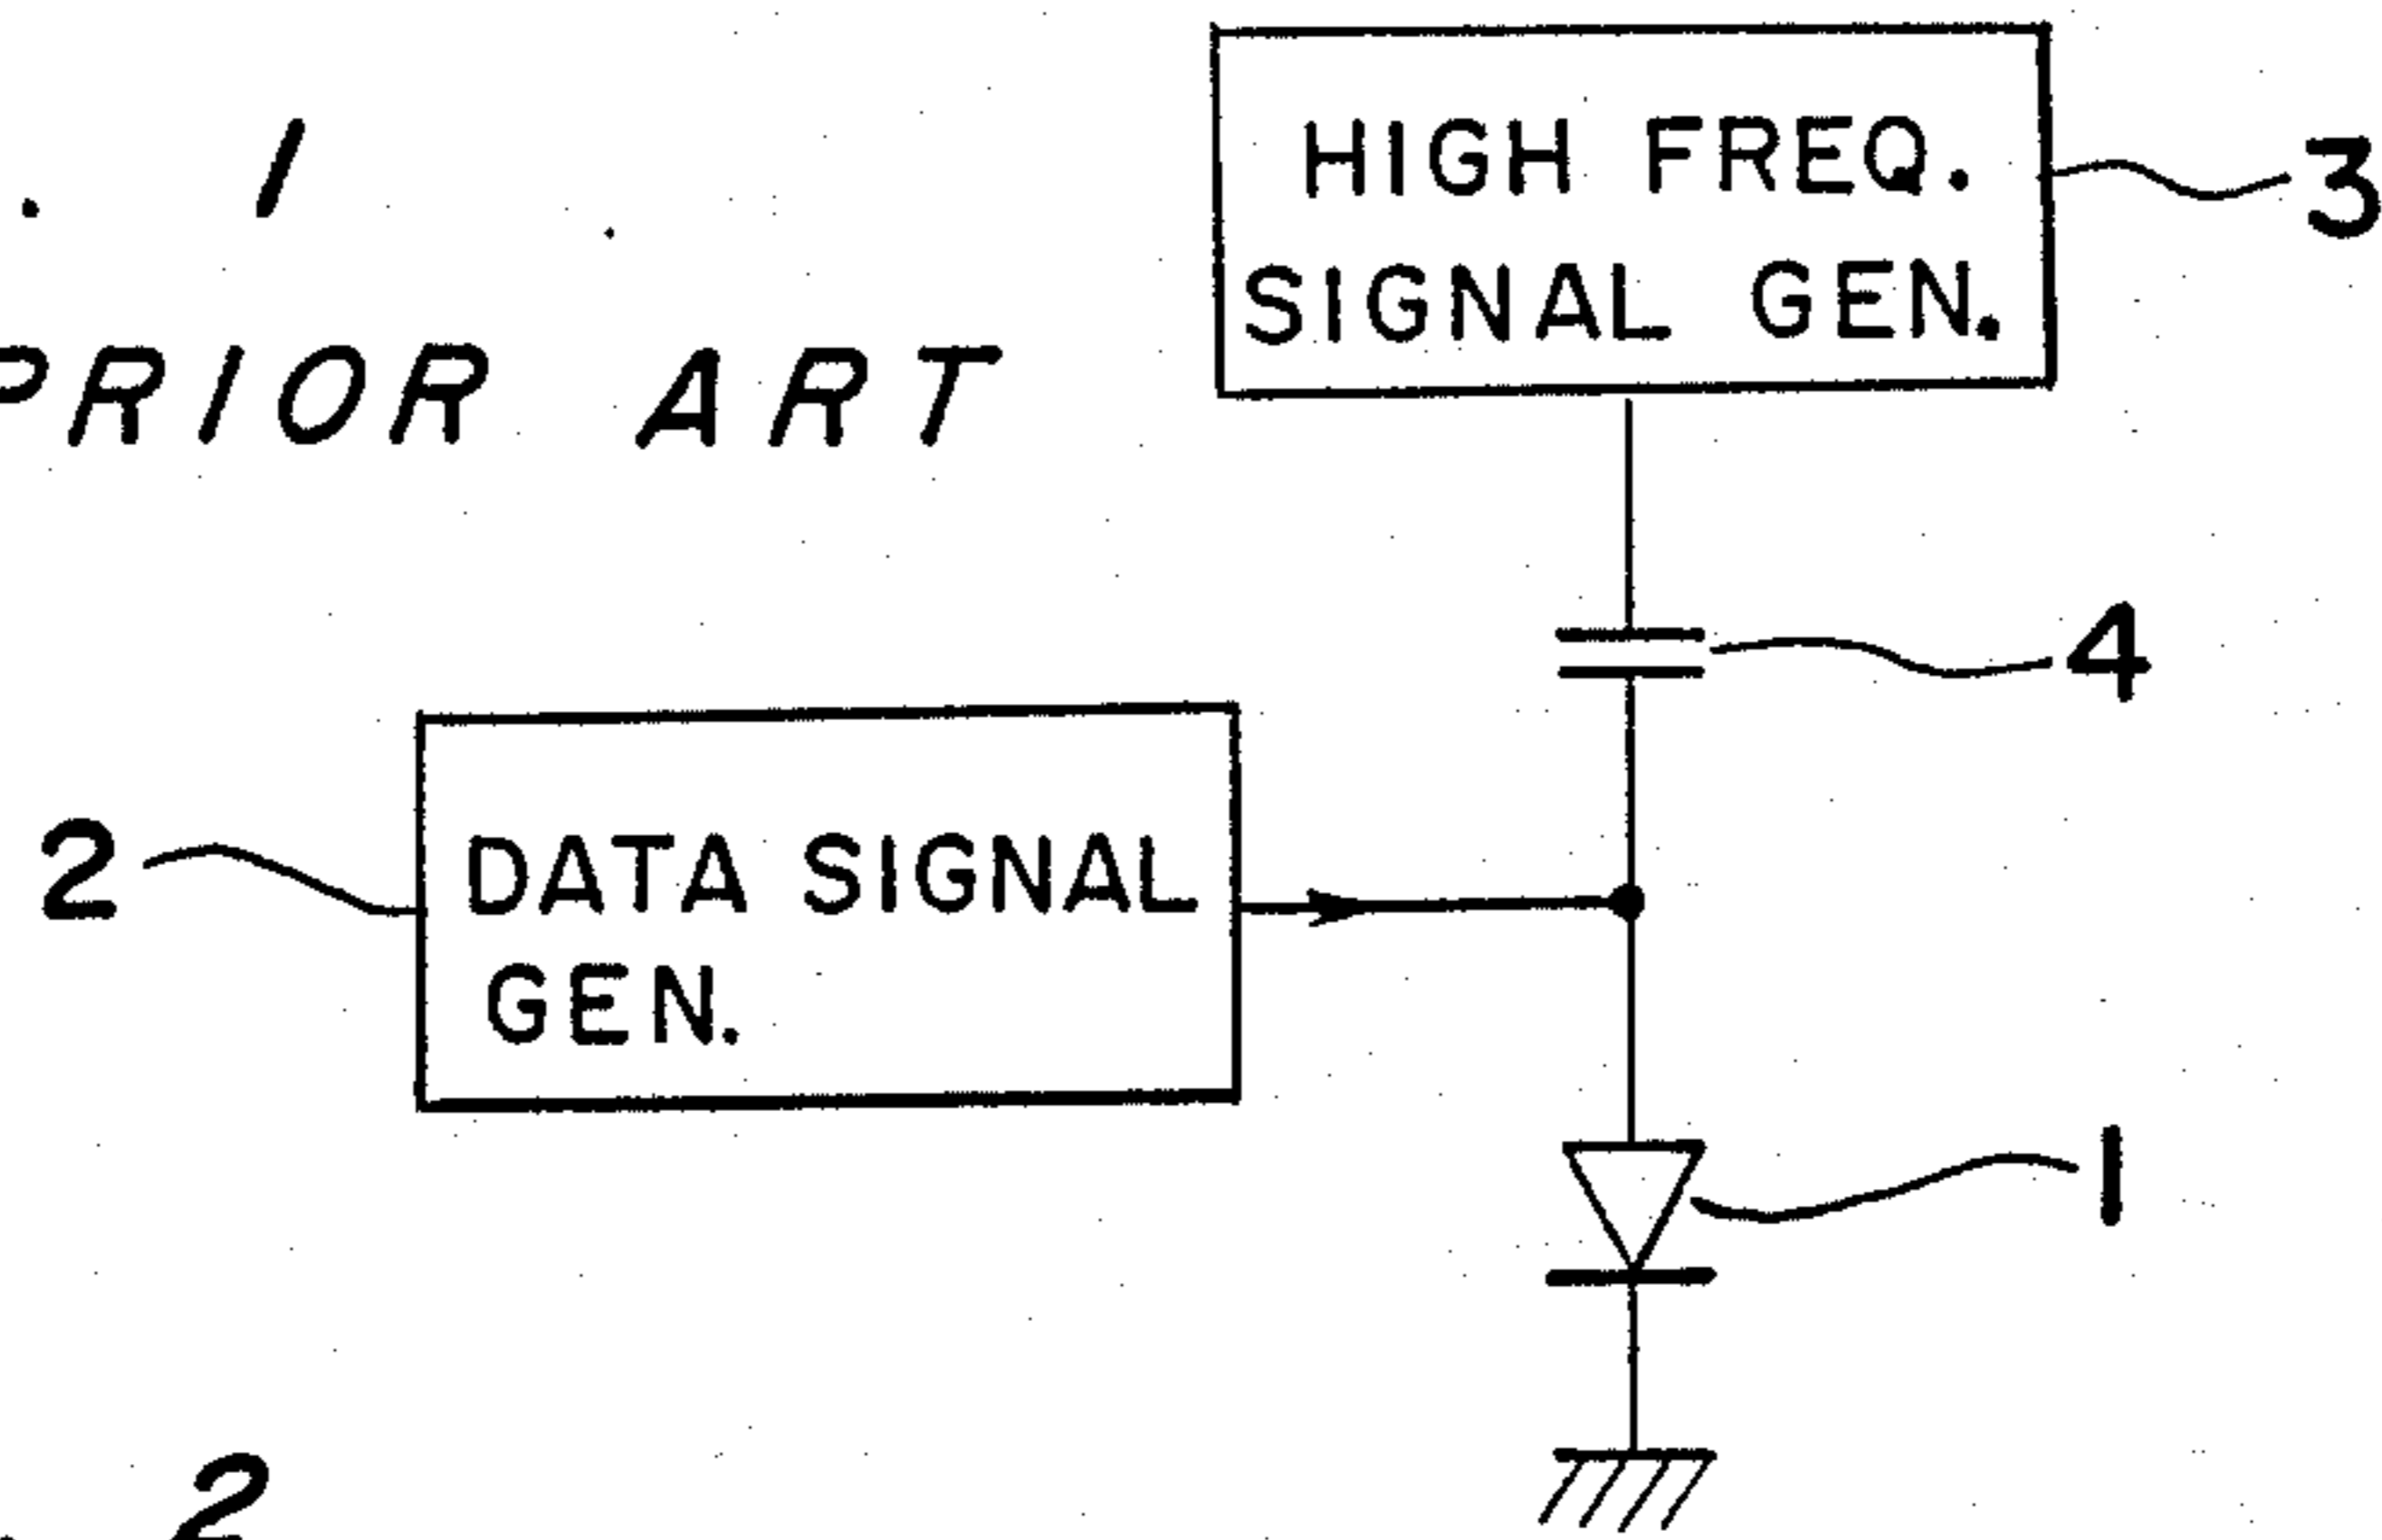 . 1
PRIOR ART
HIGH FREQ.
SIGNAL GEN.
3
4
2
DATA SIGNAL
GEN.
1
2